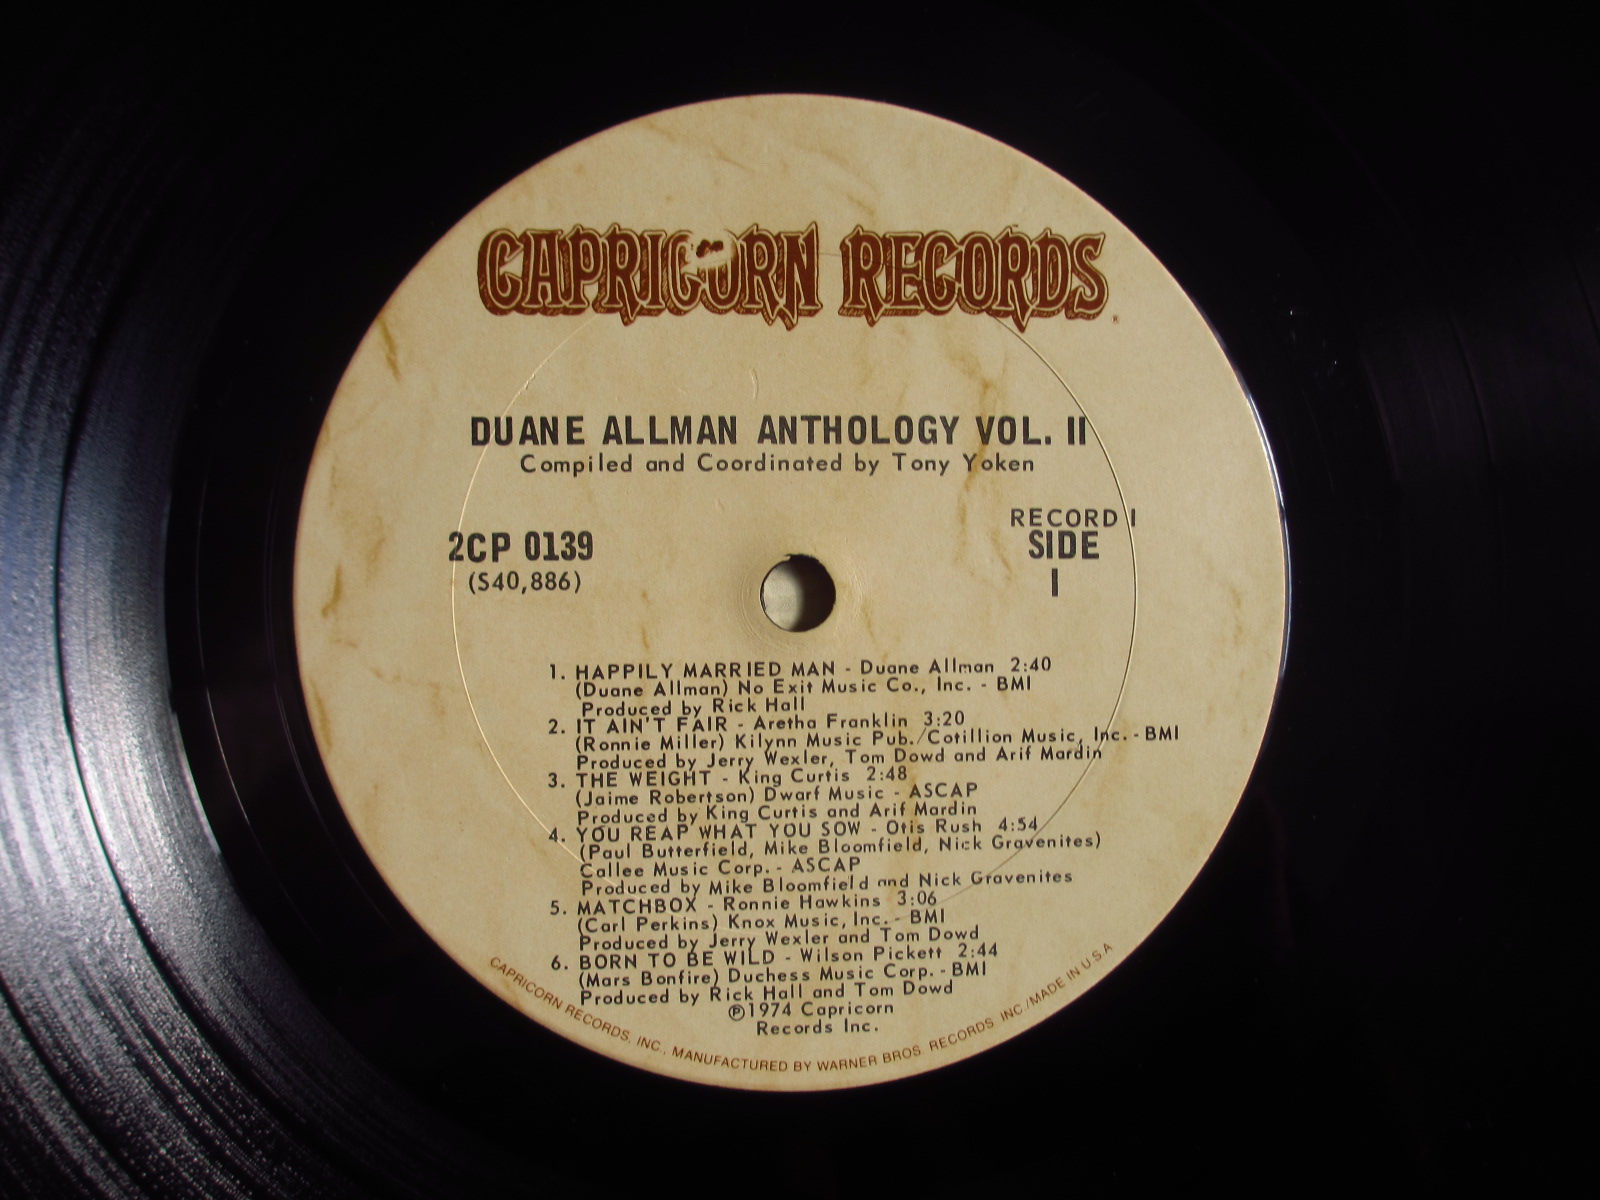 CAPRICORN RECORDS®
DUANE ALLMAN ANTHOLOGY VOL. II
Compiled and Coordinated by Tony Yoken
2CP 0139
(S40,886)
RECORD I
SIDE
I
1. HAPPILY MARRIED MAN - Duane Allman 2:40
(Duane Allman) No Exit Music Co., Inc. - BMI
Produced by Rick Hall
2. IT AIN'T FAIR - Aretha Franklin 3:20
(Ronnie Miller) Kilynn Music Pub./Cotillion Music, Inc. - BMI
Produced by Jerry Wexler, Tom Dowd and Arif Mardin
3. THE WEIGHT - King Curtis 2:48
(Jaime Robertson) Dwarf Music - ASCAP
Produced by King Curtis and Arif Mardin
4. YOU REAP WHAT YOU SOW - Otis Rush 4:54
(Paul Butterfield, Mike Bloomfield, Nick Gravenites)
Callee Music Corp. - ASCAP
Produced by Mike Bloomfield and Nick Gravenites
5. MATCHBOX - Ronnie Hawkins 3:06
(Carl Perkins) Knox Music, Inc. - BMI
Produced by Jerry Wexler and Tom Dowd
6. BORN TO BE WILD - Wilson Pickett 2:44
(Mars Bonfire) Duchess Music Corp. - BMI
Produced by Rick Hall and Tom Dowd
℗1974 Capricorn
Records Inc.
CAPRICORN RECORDS, INC., MANUFACTURED BY WARNER BROS. RECORDS INC./MADE IN U.S.A